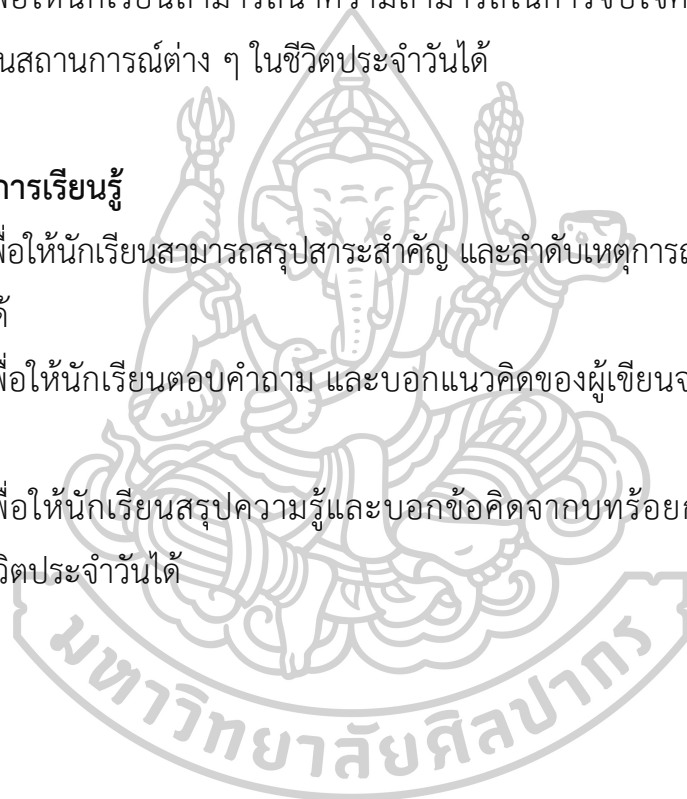 พื่อให้นักเรียนสามารถนำความสามารถในการจับใจค
นสถานการณ์ต่าง ๆ ในชีวิตประจำวันได้
การเรียนรู้
พื่อให้นักเรียนสามารถสรุปสาระสำคัญ และลำดับเหตุการณ
ด้
พื่อให้นักเรียนตอบคำถาม และบอกแนวคิดของผู้เขียนจ
พื่อให้นักเรียนสรุปความรู้และบอกข้อคิดจากบทร้อยก
วิตประจำวันได้
มหาวิทยาลัยศิลปากร